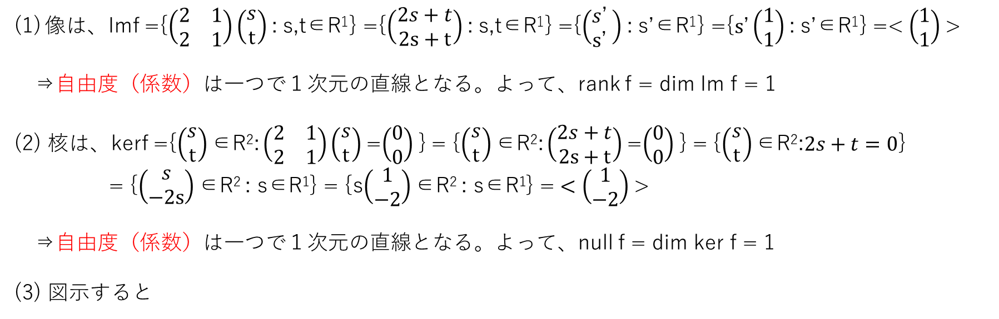 (1) 像は、Imf ={(2 1 2 1)(s t) : s,t∈R¹} ={(2s + t 2s + t) : s,t∈R¹} ={(s’ s’) : s’∈R¹} ={s’(1 1) : s’∈R¹} =<(1 1)>
⇒自由度（係数）は一つで１次元の直線となる。よって、rank f = dim Im f = 1
(2) 核は、kerf ={(s t) ∈R²:(2 1 2 1)(s t)=(0 0) } = {(s t) ∈R²:(2s + t 2s + t)=(0 0) } = {(s t) ∈R²:2s + t = 0}
= {(s −2s) ∈R² : s∈R¹} = {s(1 −2) ∈R² : s∈R¹} = <(1 −2)>
⇒自由度（係数）は一つで１次元の直線となる。よって、null f = dim ker f = 1
(3) 図示すると